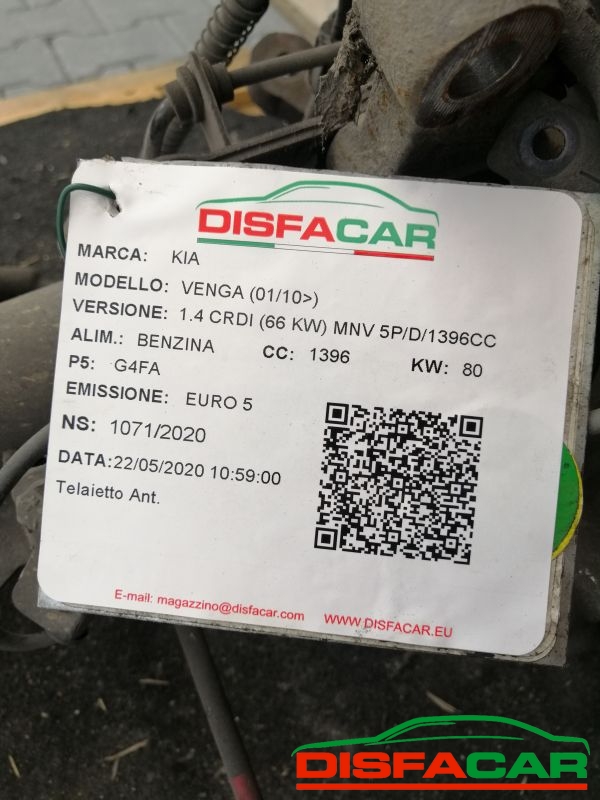 DISFACAR
MARCA: KIA
MODELLO: VENGA (01/10>)
VERSIONE: 1.4 CRDI (66 KW) MNV 5P/D/1396CC
ALIM.: BENZINA CC: 1396 KW: 80
P5: G4FA
EMISSIONE: EURO 5
NS: 1071/2020
DATA:22/05/2020 10:59:00
Telaietto Ant.
E-mail: magazzino@disfacar.com WWW.DISFACAR.EU
DISFACAR